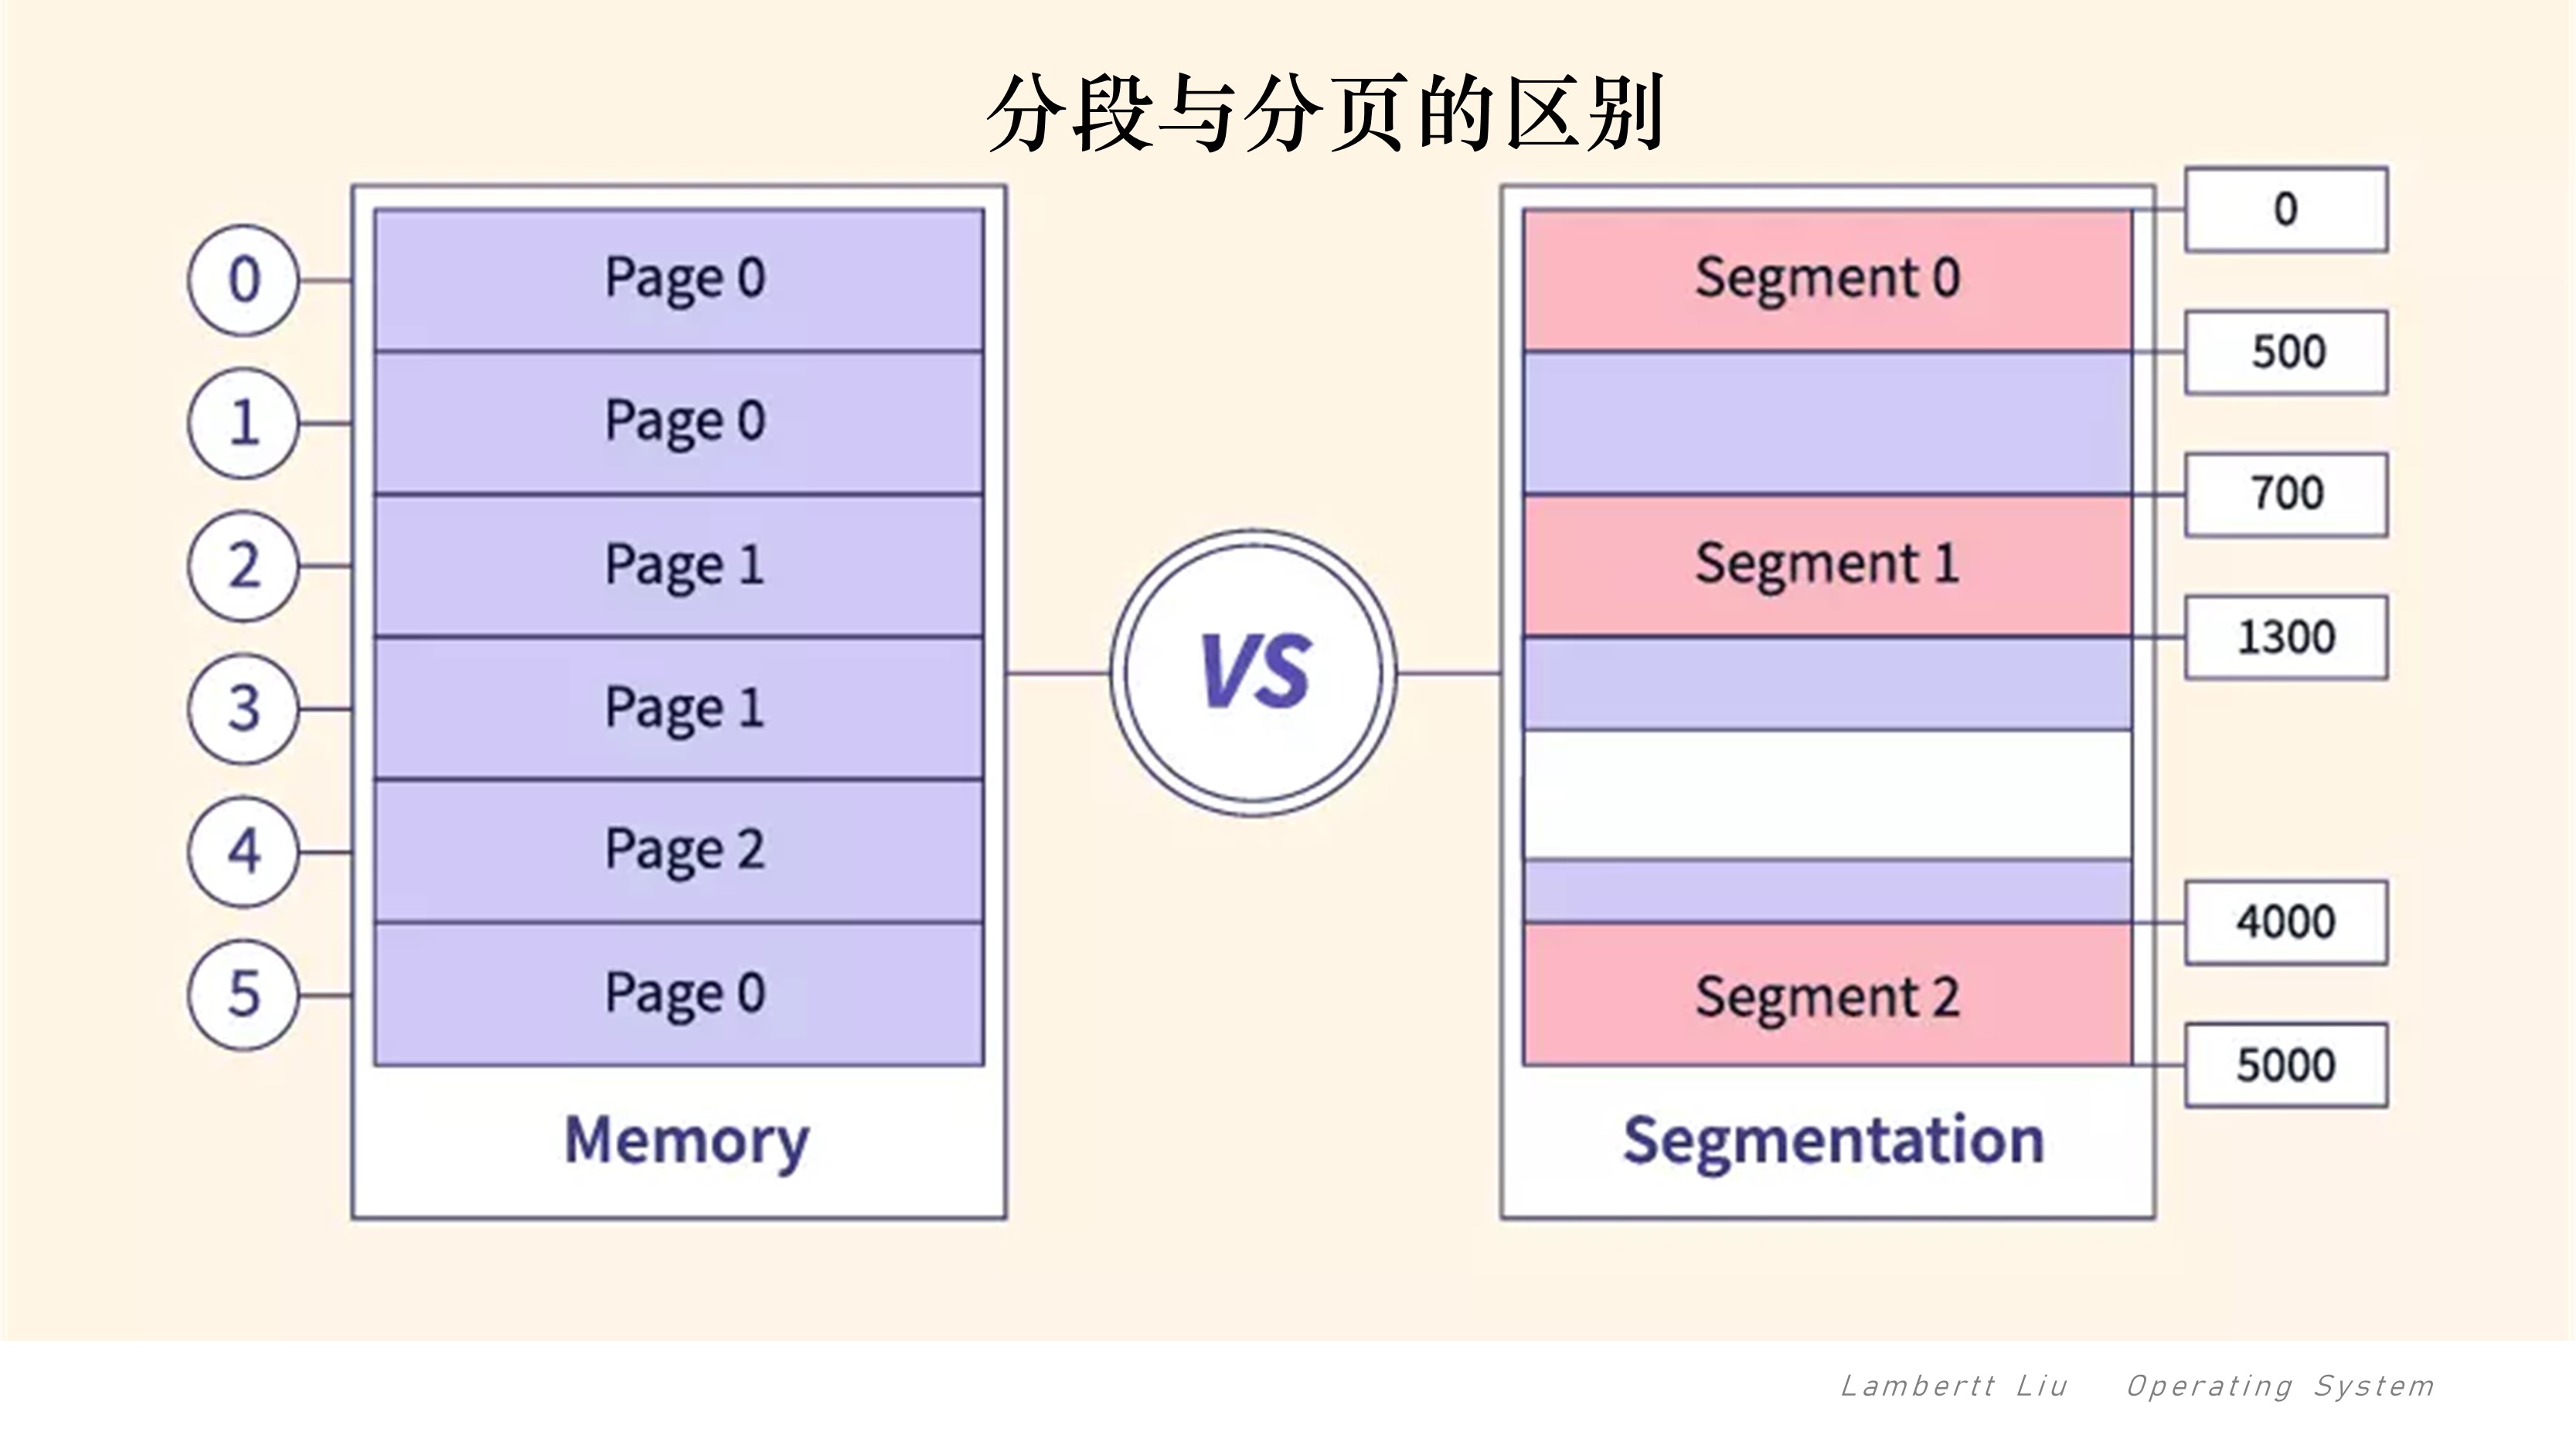 分段与分页的区别
0
Page 0
1
Page 0
2
Page 1
3
Page 1
4
Page 2
5
Page 0
Memory
VS
Segment 0
0
500
Segment 1
700
1300
4000
Segment 2
5000
Segmentation
Lambertt Liu Operating System